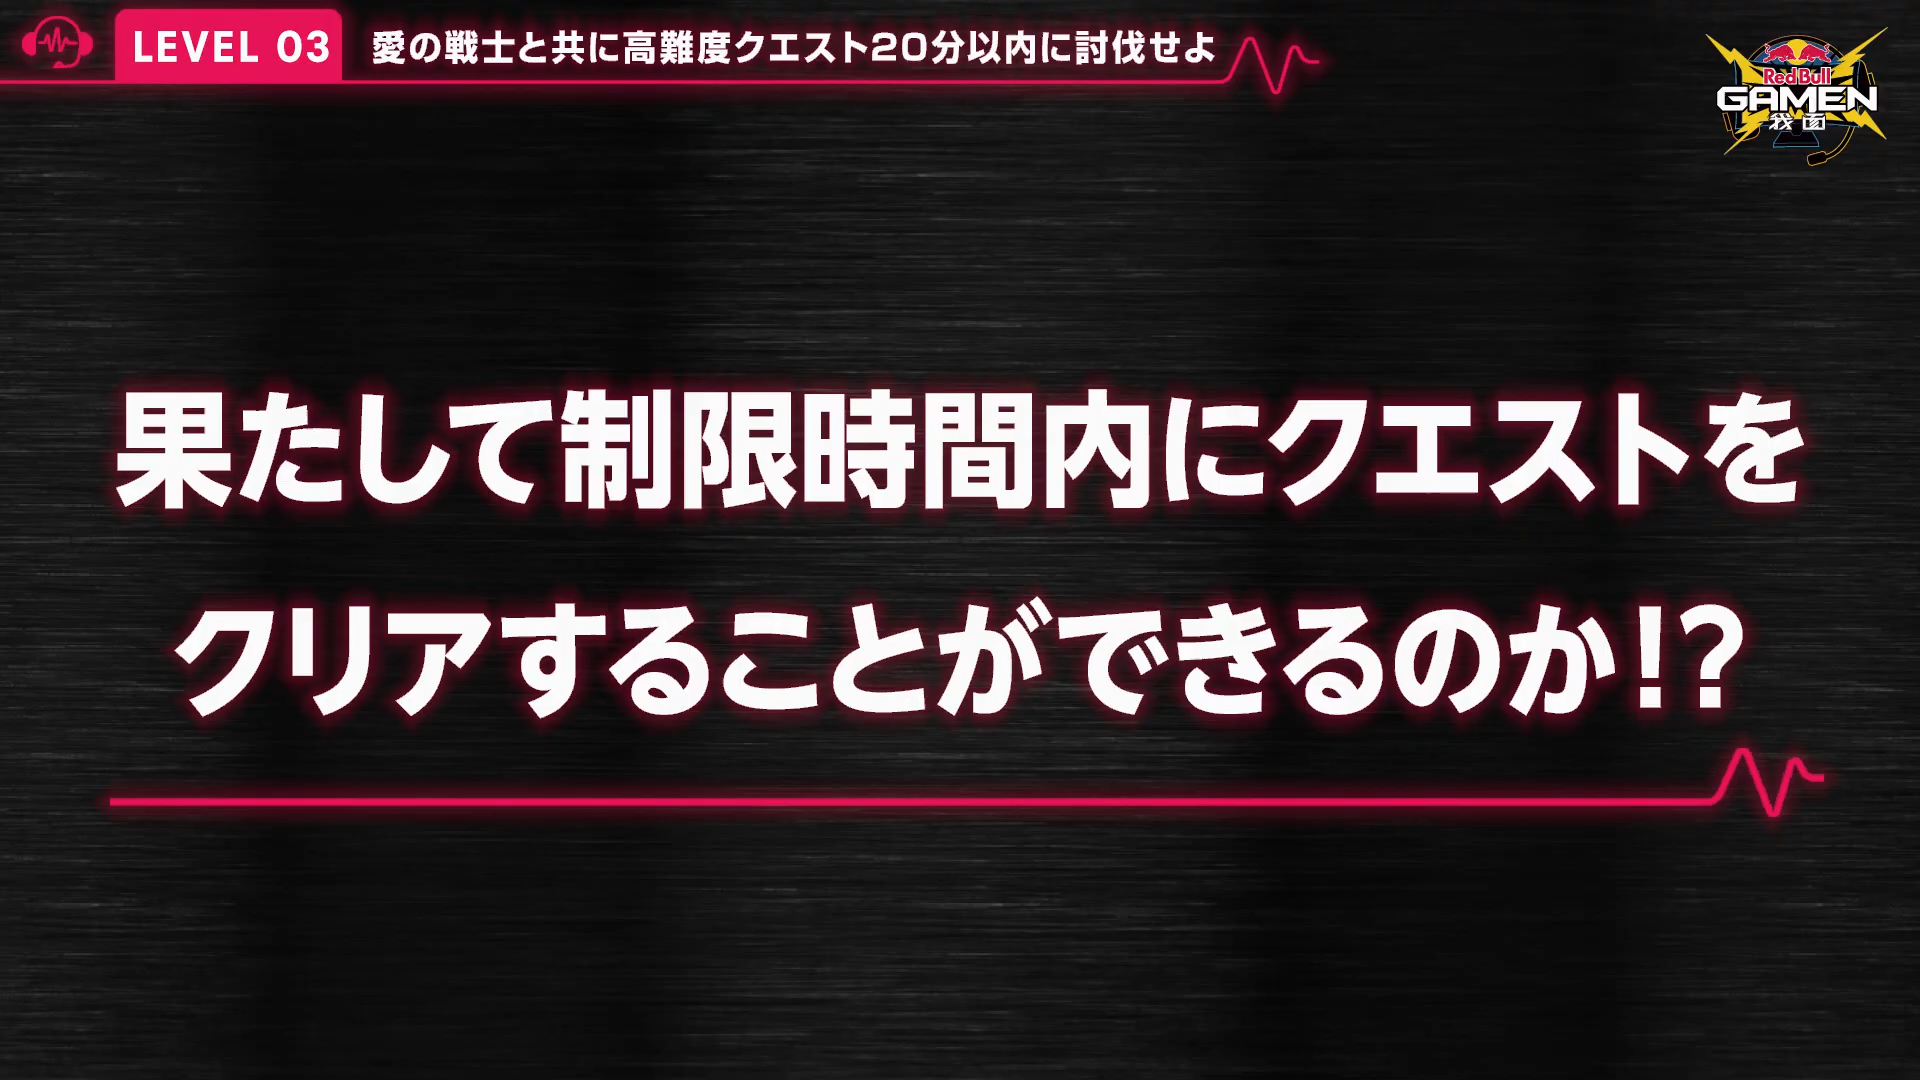 LEVEL 03 愛の戦士と共に高難度クエスト20分以内に討伐せよ
Red Bull
GAMEN
我面
果たして制限時間内にクエストを
クリアすることができるのか!?